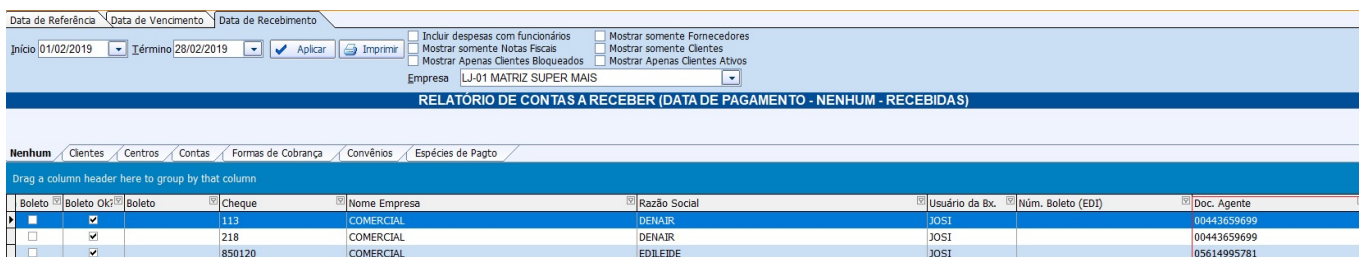 Data de Referência Data de Vencimento Data de Recebimento
Início 01/02/2019 Término 28/02/2019 Aplicar Imprimir
Incluir despesas com funcionários Mostrar somente Fornecedores
Mostrar somente Notas Fiscais Mostrar somente Clientes
Mostrar Apenas Clientes Bloqueados Mostrar Apenas Clientes Ativos
Empresa LJ-01 MATRIZ SUPER MAIS
RELATÓRIO DE CONTAS A RECEBER (DATA DE PAGAMENTO - NENHUM - RECEBIDAS)
Nenhum Clientes Centros Contas Formas de Cobrança Convênios Espécies de Pagto
Drag a column header here to group by that column
Boleto Boleto Ok? Boleto Cheque Nome Empresa Razão Social Usuário da Bx. Núm. Boleto (EDI) Doc. Agente
113 COMERCIAL DENAIR JOSI 00443659699
218 COMERCIAL DENAIR JOSI 00443659699
850120 COMERCIAL EDILEIDE JOSI 05614995781